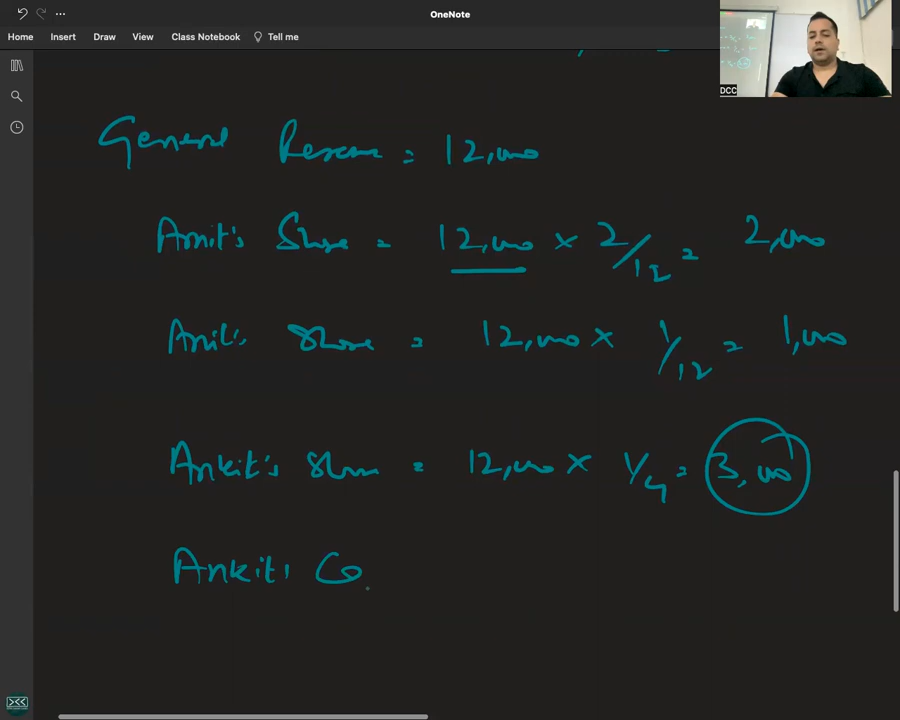 OneNote
Home Insert Draw View Class Notebook Tell me
DCC
General Reserve = 12,000
Amit's Share = 12,000 × 2/12 = 2,000
Anil's share = 12,000 × 1/12 = 1,000
Ankit's share = 12,000 × 1/4 = 3,000
Ankit's Co